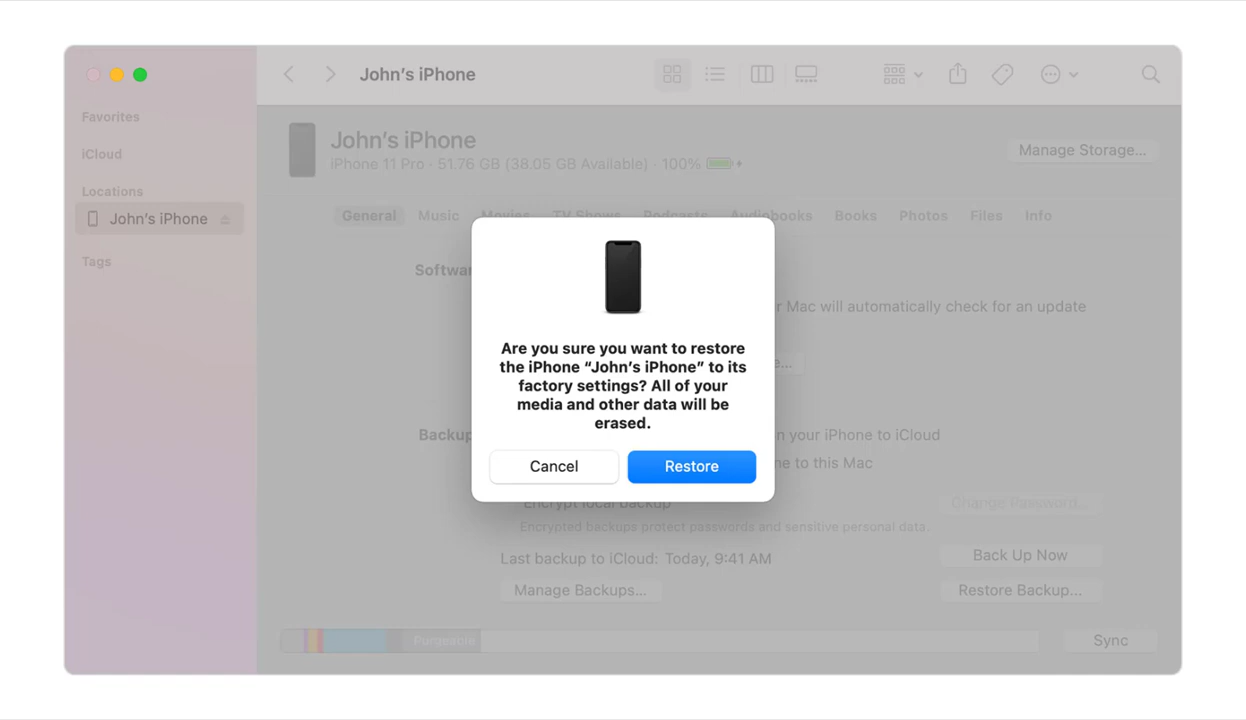 John's iPhone
Favorites
iCloud
Locations
John's iPhone
Tags
John's iPhone
iPhone 11 Pro · 51.76 GB (38.05 GB Available) · 100%
Manage Storage...
General Music Movies TV Shows Podcasts Audiobooks Books Photos Files Info
Mac will automatically check for an update
Are you sure you want to restore
the iPhone “John's iPhone” to its
factory settings? All of your
media and other data will be
erased.
Cancel Restore
your iPhone to iCloud
to this Mac
Encrypt local backup
Change Password...
Encrypted backups protect passwords and sensitive personal data.
Last backup to iCloud: Today, 9:41 AM
Back Up Now
Manage Backups...
Restore Backup...
Purgeable
Sync